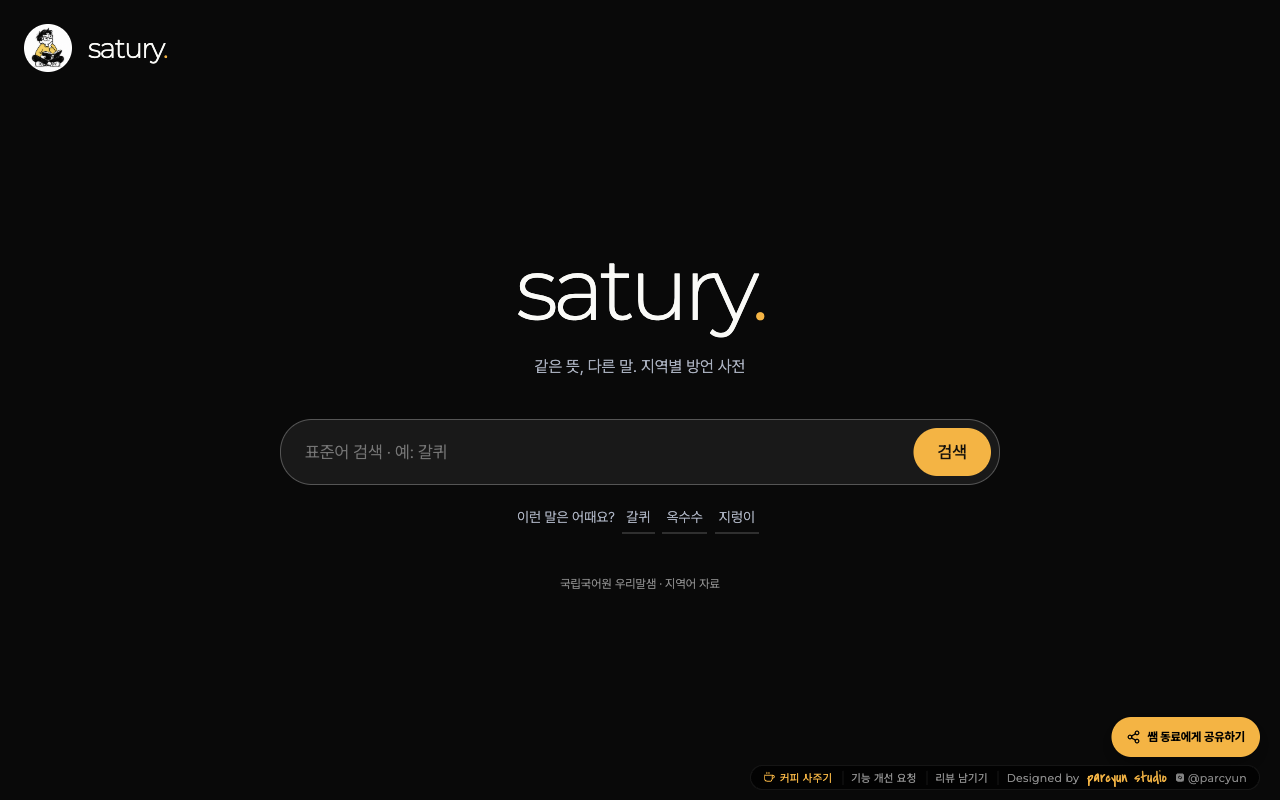 satury.
satury.
같은 뜻, 다른 말. 지역별 방언 사전
표준어 검색 · 예: 갈퀴
검색
이런 말은 어때요? 갈퀴 옥수수 지렁이
국립국어원 우리말샘 · 지역어 자료
쌤 동료에게 공유하기
커피 사주기 기능 개선 요청 리뷰 남기기 Designed by parcyun studio @parcyun